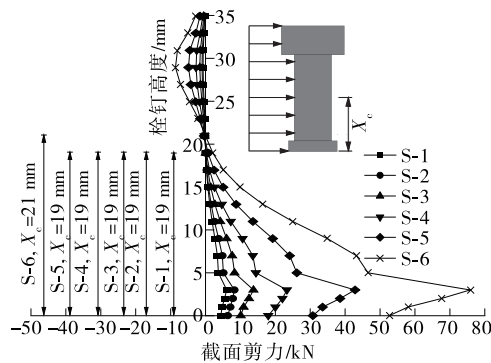 35
30
25
20
15
10
5
0
栓钉高度/mm
X_c
S-1
S-2
S-3
S-4
S-5
S-6
S-6, X_c=21 mm
S-5, X_c=19 mm
S-4, X_c=19 mm
S-3, X_c=19 mm
S-2, X_c=19 mm
S-1, X_c=19 mm
-50 -40 -30 -20 -10 0 10 20 30 40 50 60 70 80
截面剪力/kN